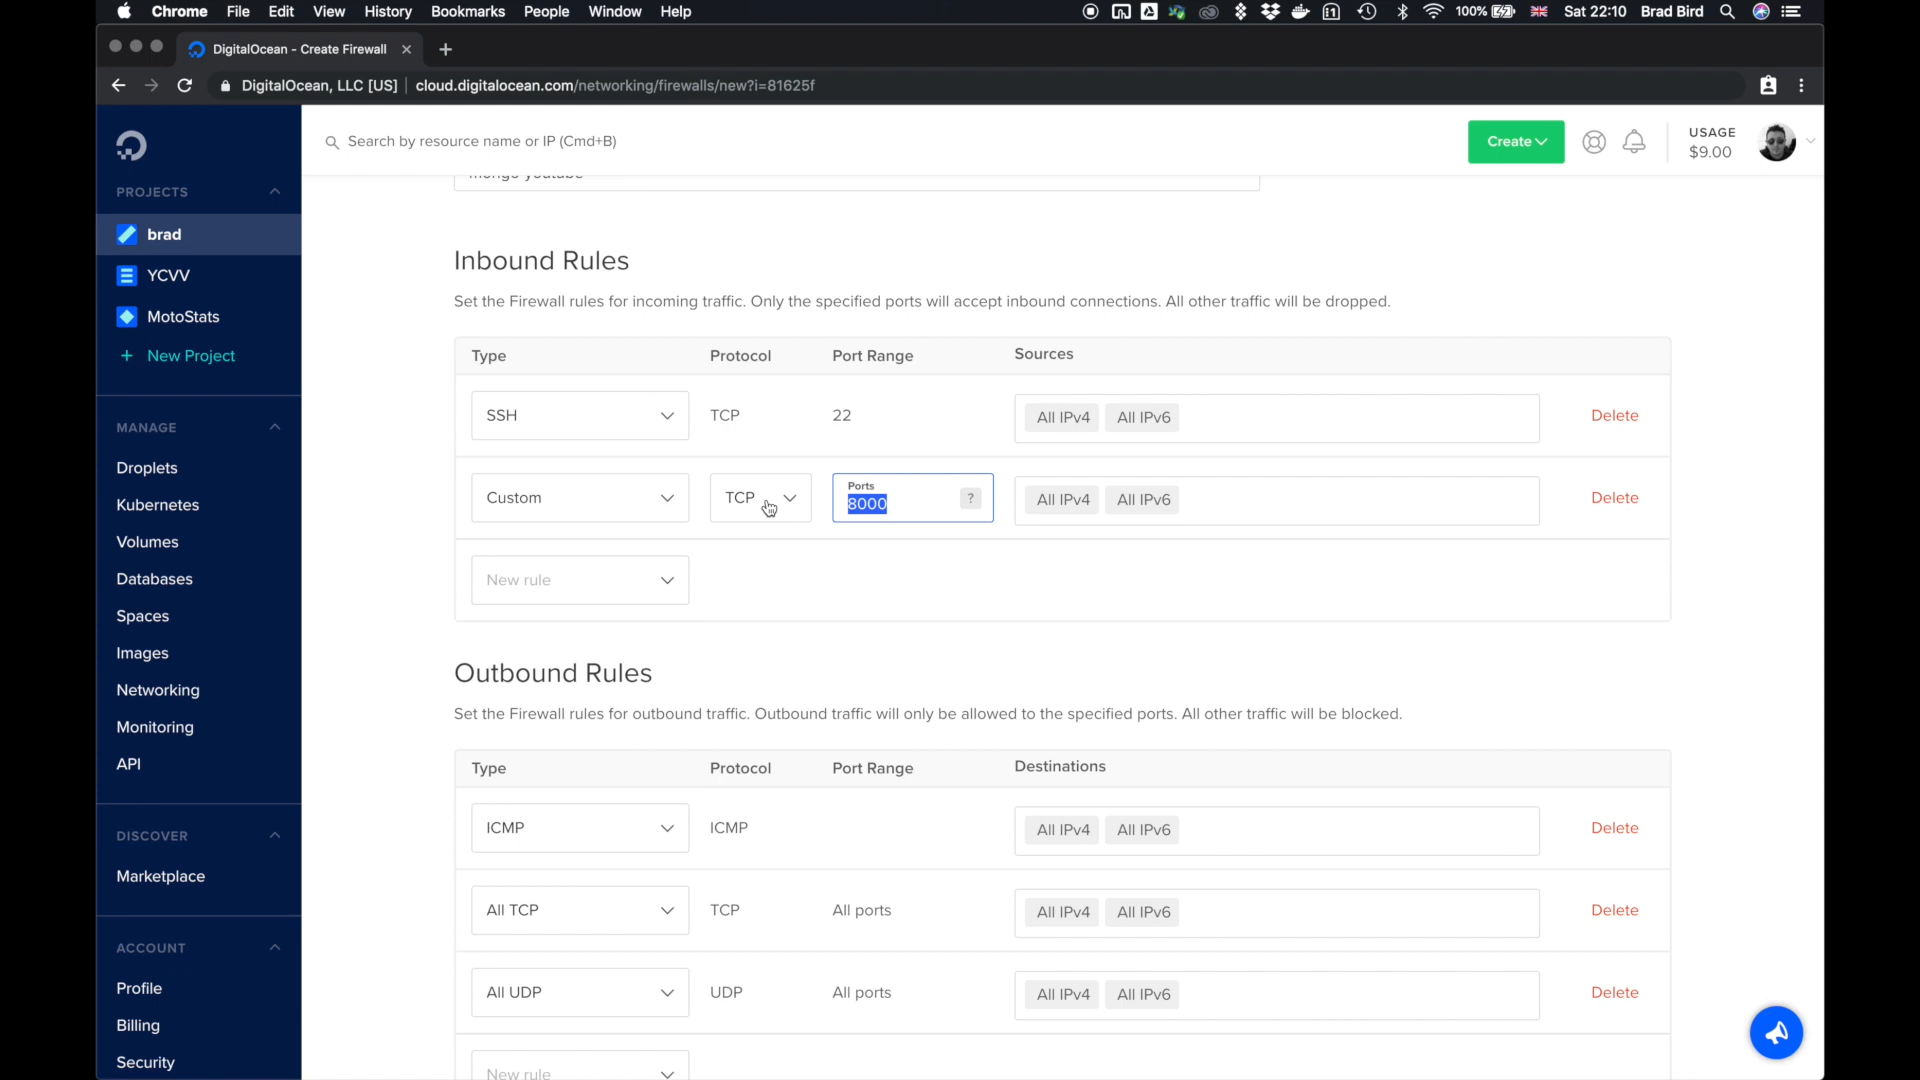 Chrome File Edit View History Bookmarks People Window Help
100% Sat 22:10 Brad Bird
DigitalOcean - Create Firewall
DigitalOcean, LLC [US] | cloud.digitalocean.com/networking/firewalls/new?i=81625f
Search by resource name or IP (Cmd+B)
Create
USAGE
$9.00
PROJECTS
brad
YCVV
MotoStats
+ New Project
MANAGE
Droplets
Kubernetes
Volumes
Databases
Spaces
Images
Networking
Monitoring
API
DISCOVER
Marketplace
ACCOUNT
Profile
Billing
Security
mongo youtube
Inbound Rules
Set the Firewall rules for incoming traffic. Only the specified ports will accept inbound connections. All other traffic will be dropped.
Type Protocol Port Range Sources
SSH TCP 22 All IPv4 All IPv6 Delete
Custom TCP Ports 8000 ? All IPv4 All IPv6 Delete
New rule
Outbound Rules
Set the Firewall rules for outbound traffic. Outbound traffic will only be allowed to the specified ports. All other traffic will be blocked.
Type Protocol Port Range Destinations
ICMP ICMP All IPv4 All IPv6 Delete
All TCP TCP All ports All IPv4 All IPv6 Delete
All UDP UDP All ports All IPv4 All IPv6 Delete
New rule